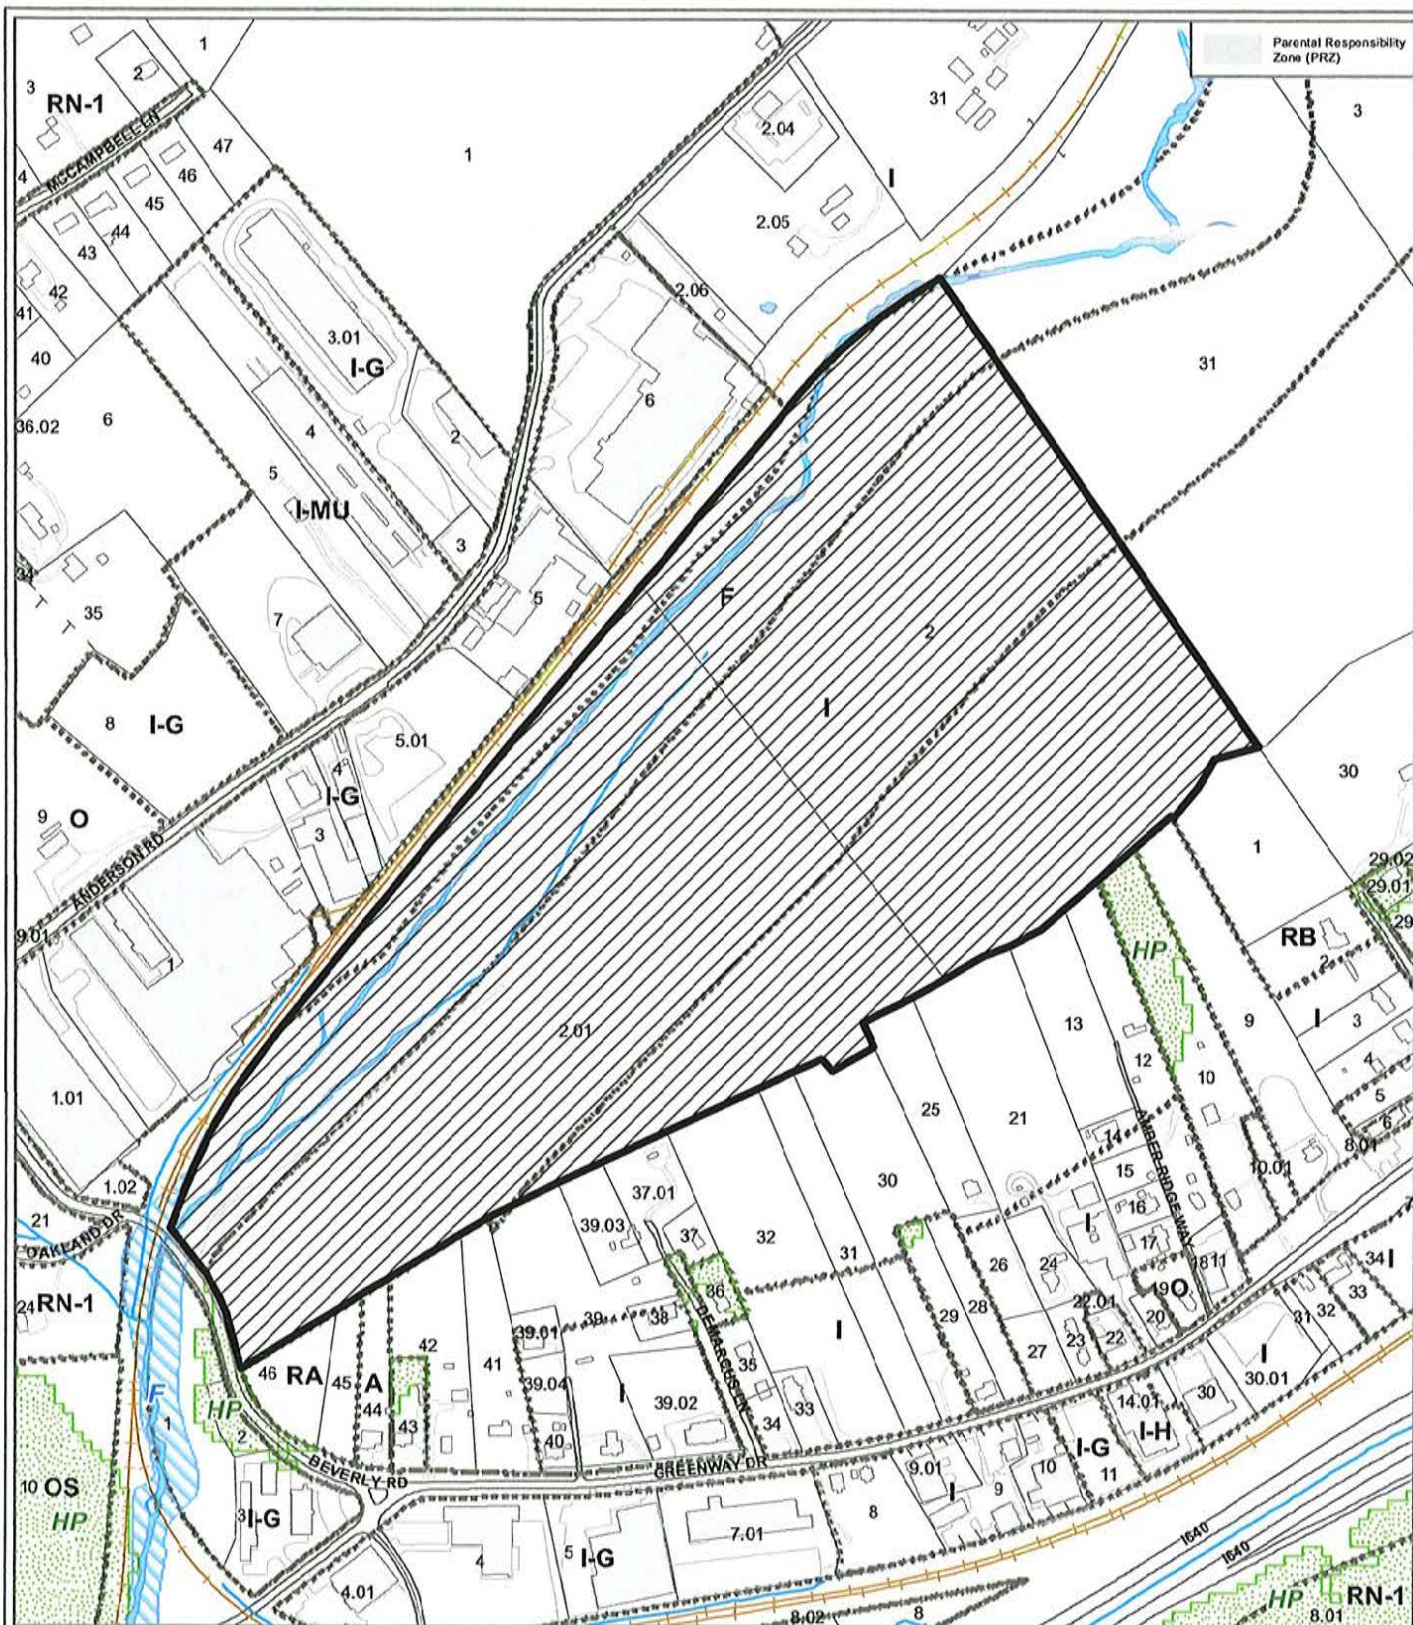 Parental Responsibility
Zone (PRZ)
1
2
3
RN-1
MCCAMPBELL LN
47
46
45
44
43
42
41
40
4
1
31
2.04
2.05
2.06
I
3
3.01
I-G
6
36.02
6
2
4
5
I-MU
3
5
31
35
7
8
I-G
F
2
I
5.01
4
I-G
3
9
O
ANDERSON RD
9.01
1
1.01
1.02
2.01
30
1
29.02
29.01
29
RB
2
HP
I
3
4
5
6
8.01
9
13
12
10
10.01
25
21
14
15
16
17
18
11
AMBER RIDGE WAY
19
O
20
34
I
33
32
31
21
OAKLAND DR
24
RN-1
37.01
39.03
37
32
30
31
36
26
24
I
22.01
23
22
29
28
27
39
38
DEMARCUS LN
39.01
39.04
42
41
46
RA
45
A
44
43
40
I
39.02
35
34
33
I
F
1
HP
2
BEVERLY RD
GREENWAY DR
10
OS
HP
3
I-G
4
4.01
5
I-G
7.01
8
9.01
I
9
10
I-G
11
14.01
I-H
30
I
30.01
I640
I640
8.02
8
HP
RN-1
8.01